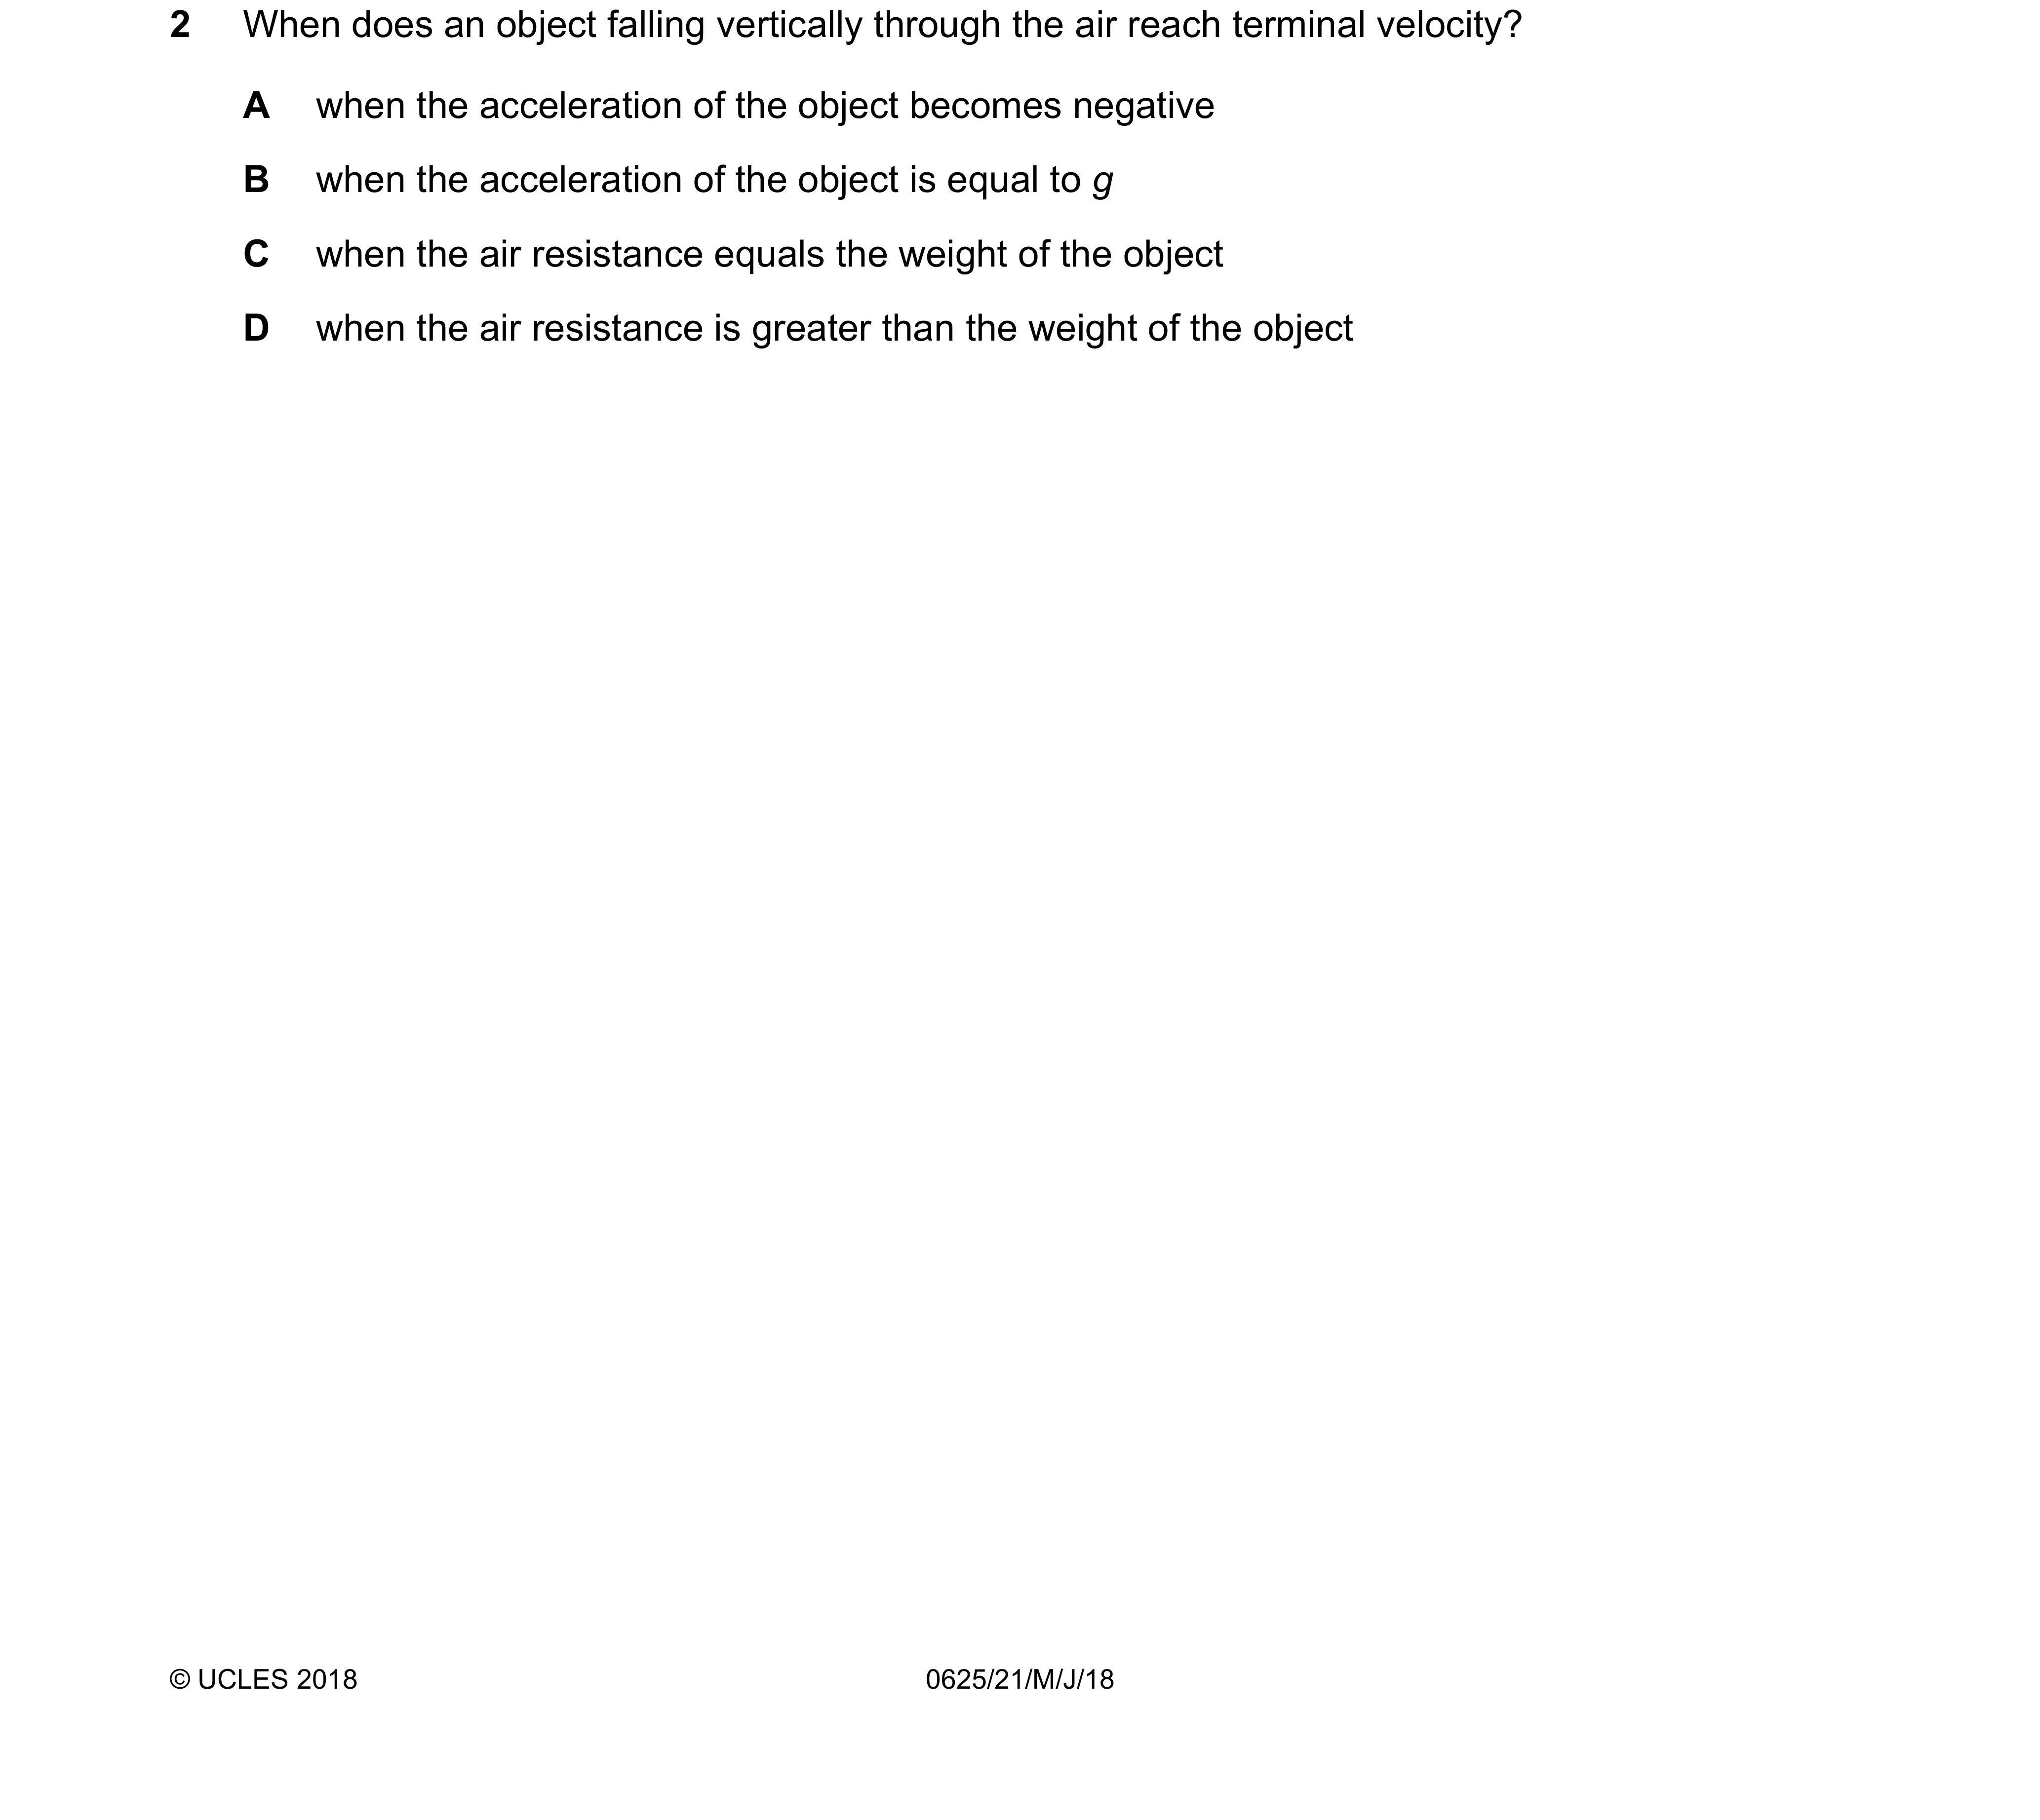 2 When does an object falling vertically through the air reach terminal velocity?
A when the acceleration of the object becomes negative
B when the acceleration of the object is equal to g
C when the air resistance equals the weight of the object
D when the air resistance is greater than the weight of the object
© UCLES 2018 0625/21/M/J/18